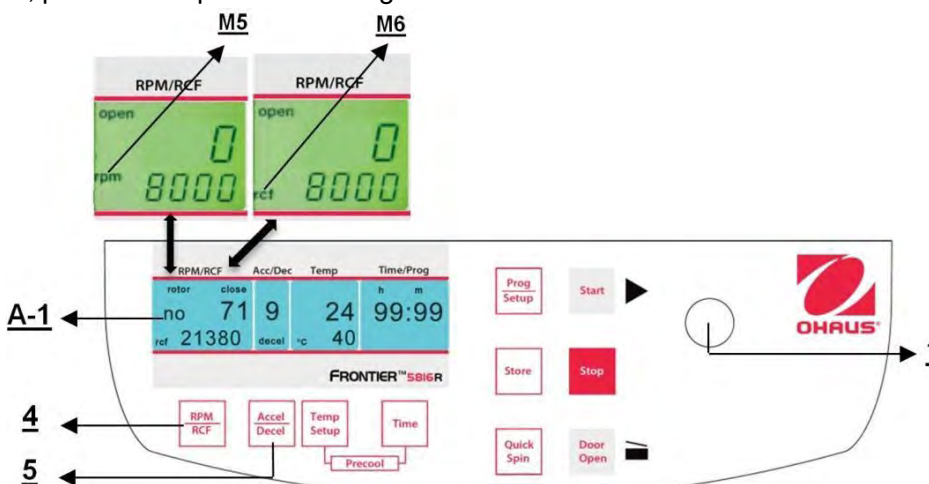 M5
M6
RPM/RCF
open
0
rpm
8000
RPM/RCF
open
0
rcf
8000
RPM/RCF Acc/Dec Temp Time/Prog
rotor close h m
no 71 9 24 99:99
rcf 21380 decel °C 40
FRONTIER™ 5816R
A-1
4
5
RPM
RCF
Accel
Decel
Temp
Setup
Time
Precool
Prog
Setup
Start
Store
Stop
Quick
Spin
Door
Open
OHAUS®